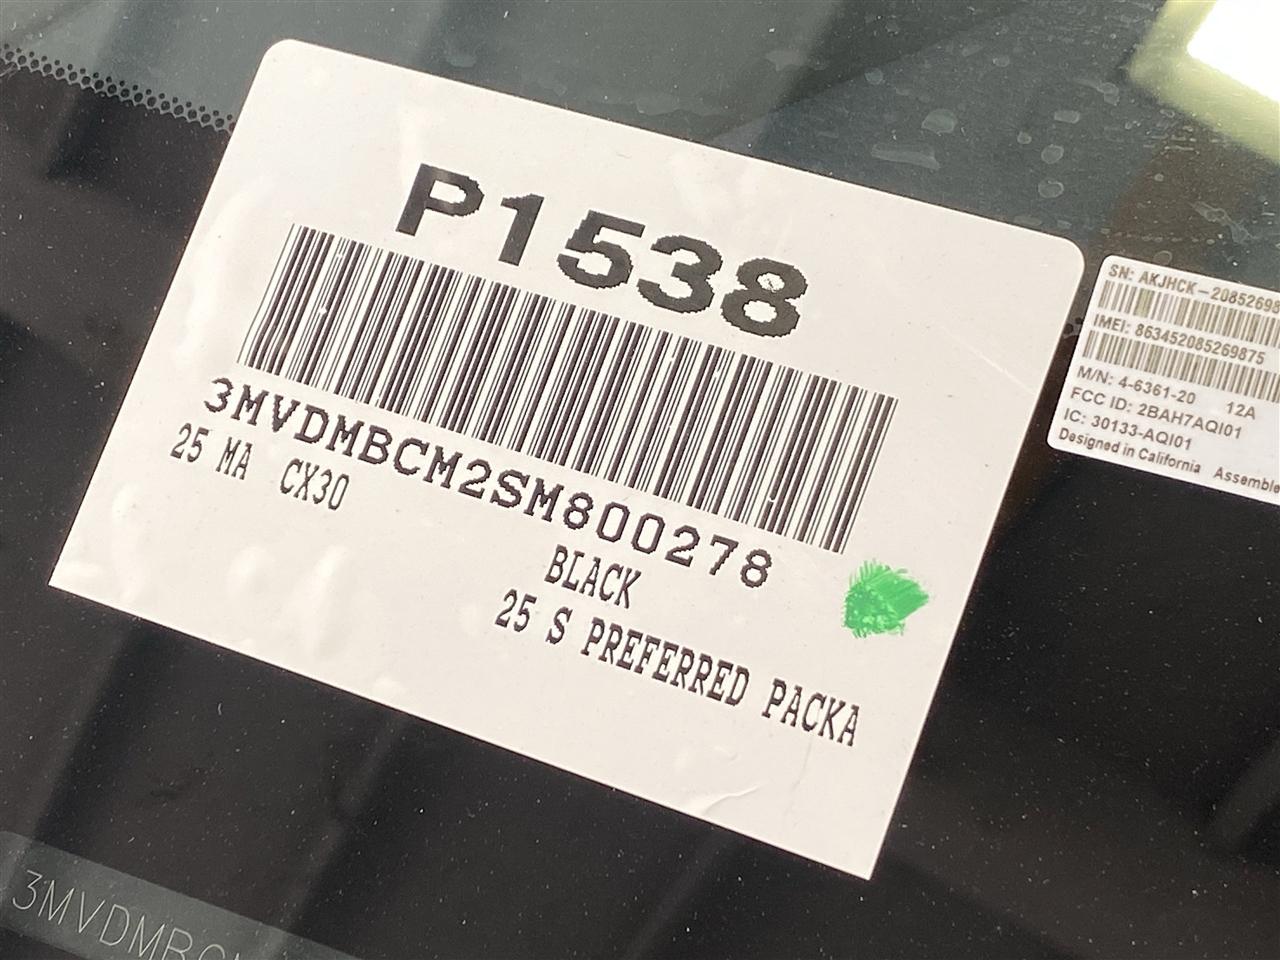 P1538
3MVDMBCM2SM800278
25 MA CX30
BLACK
25 S PREFERRED PACKA
SN: AKJHCK-20852698
IMEI: 863452085269875
M/N: 4-6361-20 12A
FCC ID: 2BAH7AQI01
IC: 30133-AQI01
Designed in California Assemble
3MVDMBCM